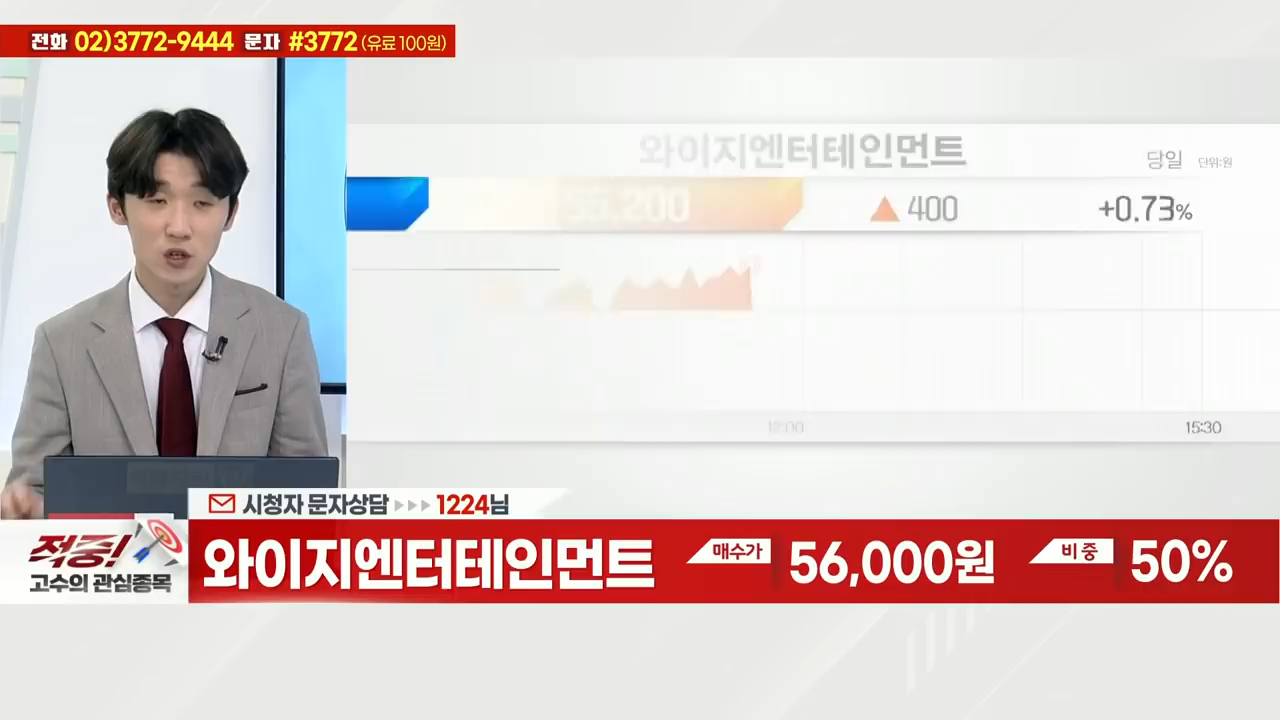 전화 02)3772-9444 문자 #3772 (유료 100원)
와이지엔터테인먼트
당일 단위:원
55,200 ▲400 +0.73%
12:00 15:30
시청자 문자상담 ▶▶▶ 1224님
적중!
고수의 관심종목
와이지엔터테인먼트 매수가 56,000원 비중 50%